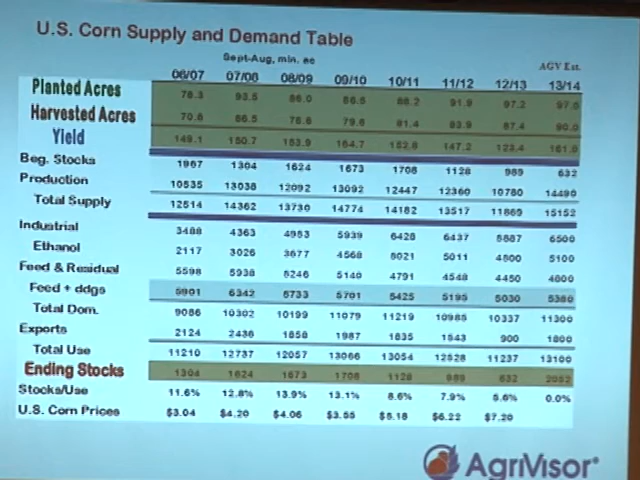 U.S. Corn Supply and Demand Table
Sept-Aug, mln. ac
AGV Est.
06/07 07/08 08/09 09/10 10/11 11/12 12/13 13/14
Planted Acres 78.3 93.5 86.0 86.5 88.2 91.9 97.2 97.0
Harvested Acres 70.6 86.5 78.6 79.6 81.4 83.9 87.4 90.0
Yield 149.1 150.7 153.9 164.7 152.8 147.2 123.4 161.0
Beg. Stocks 1967 1304 1624 1673 1708 1128 989 632
Production 10535 13038 12092 13092 12447 12360 10780 14490
Total Supply 12514 14362 13730 14774 14182 13517 11869 15152
Industrial 3488 4363 4953 5939 6428 6437 5887 6500
Ethanol 2117 3026 3677 4568 5021 5011 4500 5100
Feed & Residual 5598 5938 5246 5140 4791 4548 4450 4800
Feed + ddgs 5901 6342 5733 5701 5425 5195 5030 5380
Total Dom. 9086 10302 10199 11079 11219 10985 10337 11300
Exports 2124 2436 1858 1987 1835 1543 900 1800
Total Use 11210 12737 12057 13066 13054 12528 11237 13100
Ending Stocks 1304 1624 1673 1708 1128 989 632 2052
Stocks/Use 11.6% 12.8% 13.9% 13.1% 8.6% 7.9% 5.6% 0.0%
U.S. Corn Prices $3.04 $4.20 $4.06 $3.55 $5.18 $6.22 $7.20
AgriVisor